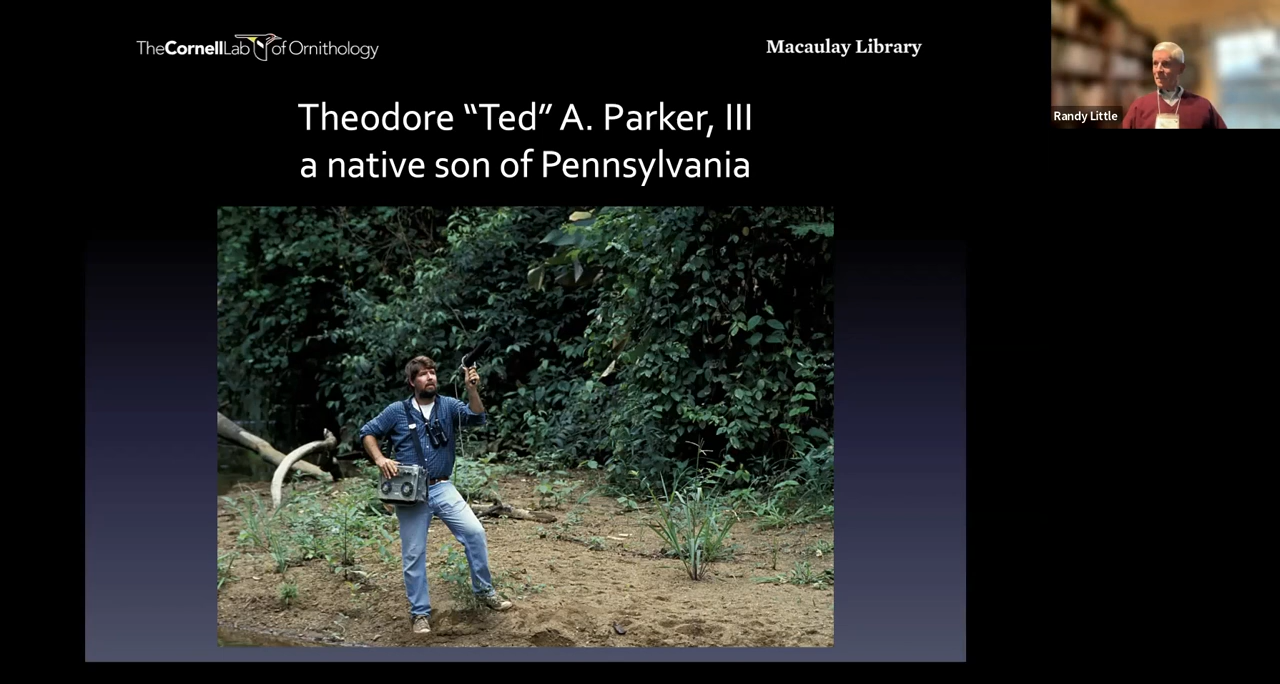 TheCornellLab of Ornithology
Macaulay Library
Theodore “Ted” A. Parker, III
a native son of Pennsylvania
Randy Little